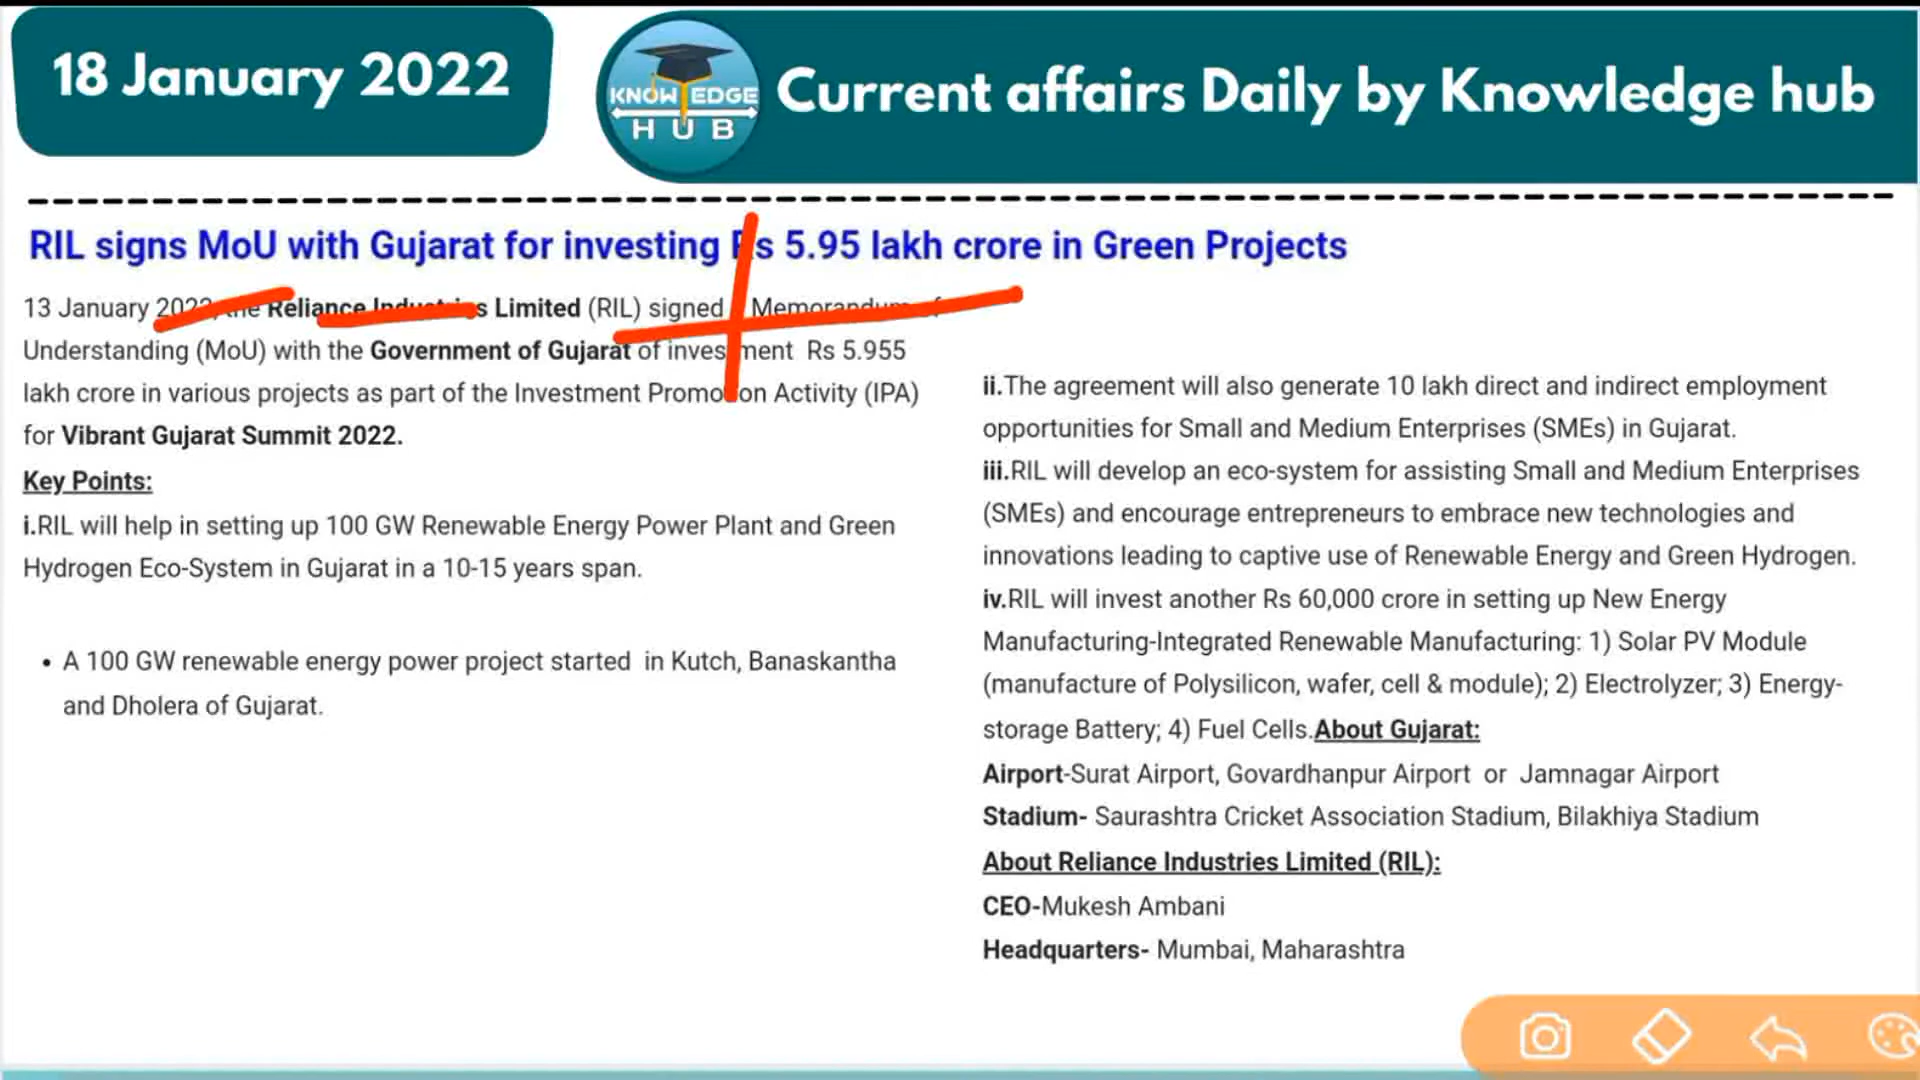 18 January 2022
KNOWLEDGE
HUB
Current affairs Daily by Knowledge hub
RIL signs MoU with Gujarat for investing Rs 5.95 lakh crore in Green Projects
13 January 2022, the Reliance Industries Limited (RIL) signed Memorandum of
Understanding (MoU) with the Government of Gujarat of investment Rs 5.955
lakh crore in various projects as part of the Investment Promotion Activity (IPA)
for Vibrant Gujarat Summit 2022.
Key Points:
i.RIL will help in setting up 100 GW Renewable Energy Power Plant and Green
Hydrogen Eco-System in Gujarat in a 10-15 years span.
• A 100 GW renewable energy power project started in Kutch, Banaskantha
and Dholera of Gujarat.
ii.The agreement will also generate 10 lakh direct and indirect employment
opportunities for Small and Medium Enterprises (SMEs) in Gujarat.
iii.RIL will develop an eco-system for assisting Small and Medium Enterprises
(SMEs) and encourage entrepreneurs to embrace new technologies and
innovations leading to captive use of Renewable Energy and Green Hydrogen.
iv.RIL will invest another Rs 60,000 crore in setting up New Energy
Manufacturing-Integrated Renewable Manufacturing: 1) Solar PV Module
(manufacture of Polysilicon, wafer, cell & module); 2) Electrolyzer; 3) Energy-
storage Battery; 4) Fuel Cells.About Gujarat:
Airport-Surat Airport, Govardhanpur Airport or Jamnagar Airport
Stadium- Saurashtra Cricket Association Stadium, Bilakhiya Stadium
About Reliance Industries Limited (RIL):
CEO-Mukesh Ambani
Headquarters- Mumbai, Maharashtra